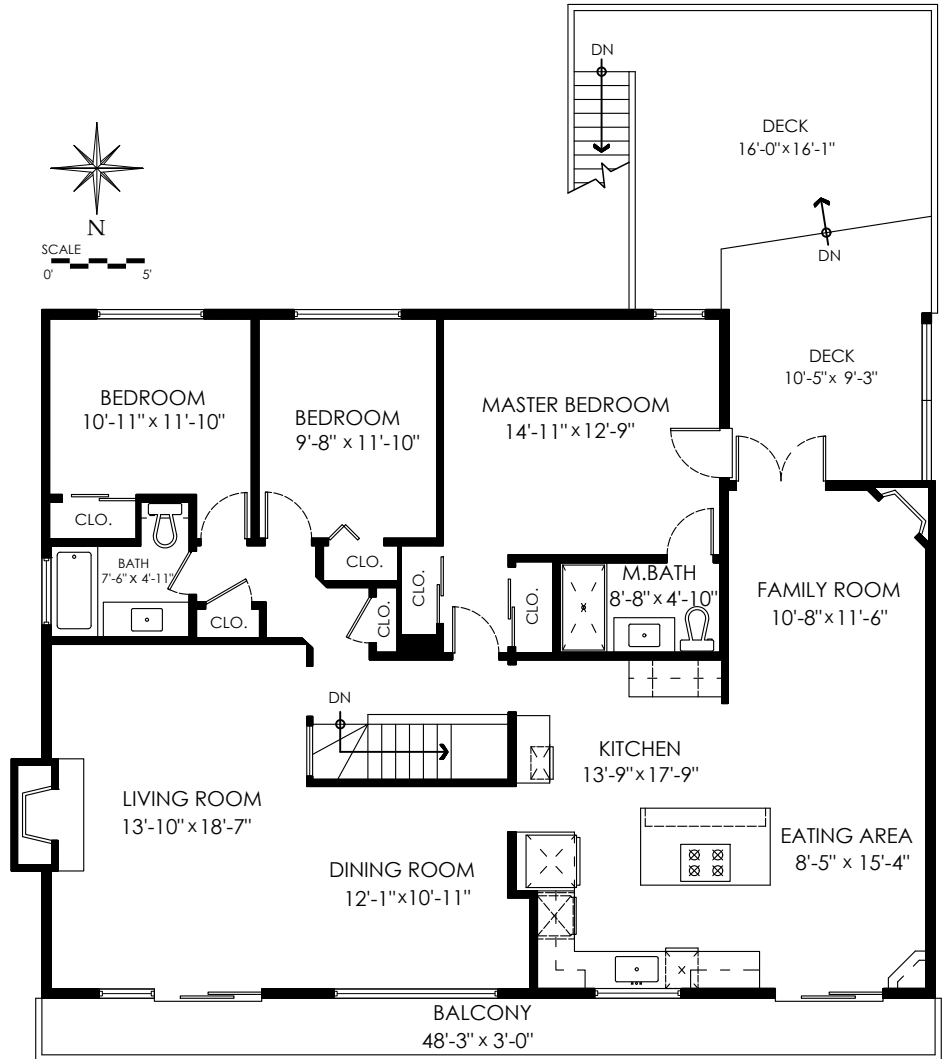 DN
DECK
16'-0" x 16'-1"
N
SCALE
0' 5'
DN
DECK
10'-5" x 9'-3"
BEDROOM
10'-11" x 11'-10"
BEDROOM
9'-8" x 11'-10"
MASTER BEDROOM
14'-11" x 12'-9"
CLO.
BATH
7'-6" x 4'-11"
CLO.
CLO.
CLO.
CLO.
CLO.
M.BATH
8'-8" x 4'-10"
FAMILY ROOM
10'-8" x 11'-6"
DN
KITCHEN
13'-9" x 17'-9"
LIVING ROOM
13'-10" x 18'-7"
DINING ROOM
12'-1" x 10'-11"
EATING AREA
8'-5" x 15'-4"
BALCONY
48'-3" x 3'-0"